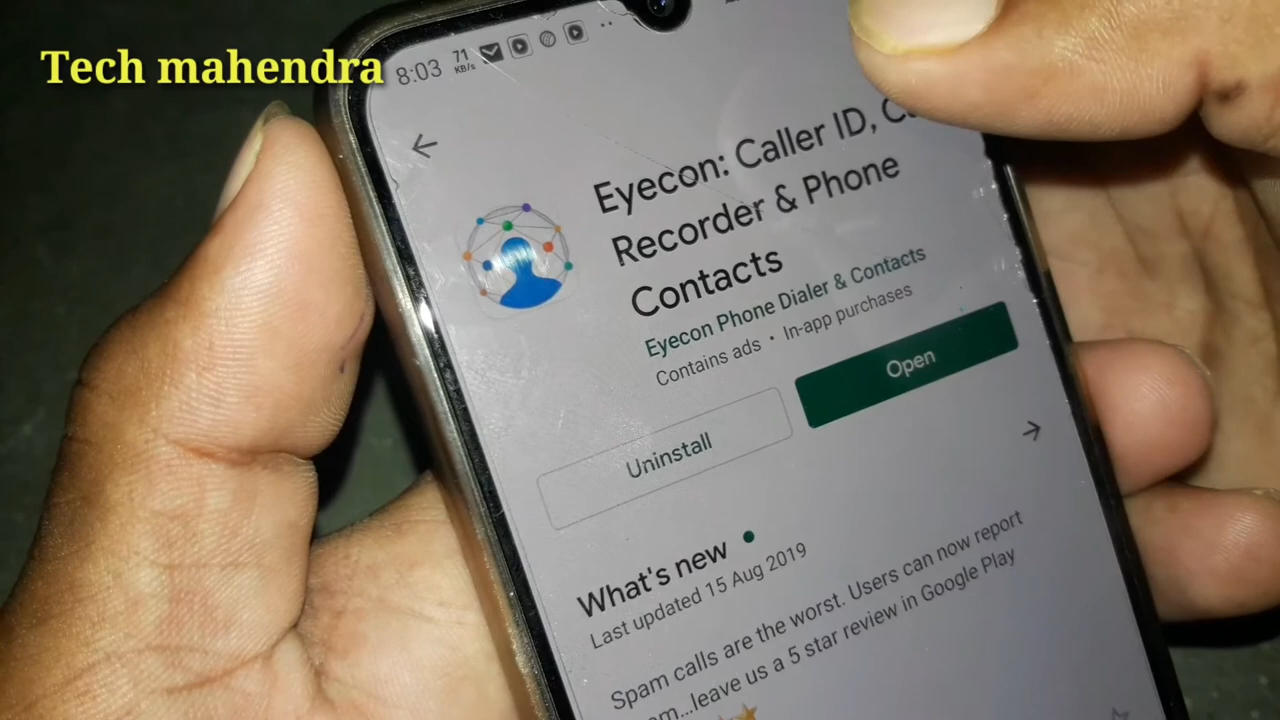 Tech mahendra
8:03
71
KB/s
Eyecon: Caller ID,
Recorder & Phone
Contacts
Eyecon Phone Dialer & Contacts
Contains ads • In-app purchases
Uninstall
Open
What's new
Last updated 15 Aug 2019
Spam calls are the worst. Users can now report
leave us a 5 star review in Google Play